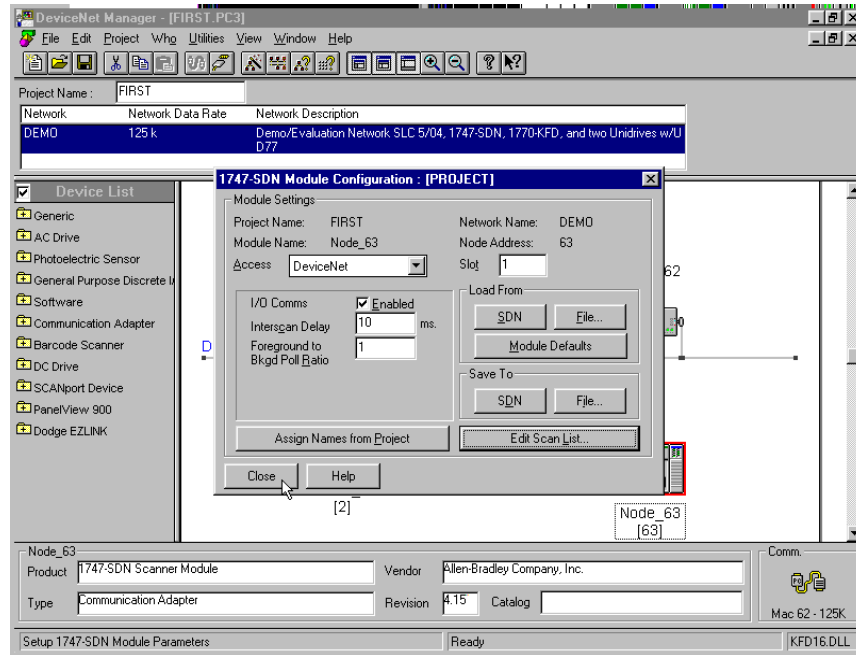 DeviceNet Manager - [FIRST.PC3]
File Edit Project Who Utilities View Window Help
Project Name : FIRST
Network Network Data Rate Network Description
DEMO 125 k Demo/Evaluation Network SLC 5/04, 1747-SDN, 1770-KFD, and two Unidrives w/U
D77
Device List
Generic
AC Drive
Photoelectric Sensor
General Purpose Discrete I/
Software
Communication Adapter
Barcode Scanner
DC Drive
SCANport Device
PanelView 900
Dodge EZLINK
D
62
1747-SDN Module Configuration : [PROJECT]
Module Settings
Project Name: FIRST Network Name: DEMO
Module Name: Node_63 Node Address: 63
Access DeviceNet Slot 1
I/O Comms Enabled
Interscan Delay 10 ms.
Foreground to
Bkgd Poll Ratio 1
Load From
SDN File...
Module Defaults
Save To
SDN File...
Assign Names from Project Edit Scan List...
Close Help
[2]
Node_63
[63]
Node_63
Product 1747-SDN Scanner Module Vendor Allen-Bradley Company, Inc.
Type Communication Adapter Revision 4.15 Catalog
Comm.
Mac 62 - 125K
Setup 1747-SDN Module Parameters Ready KFD16.DLL